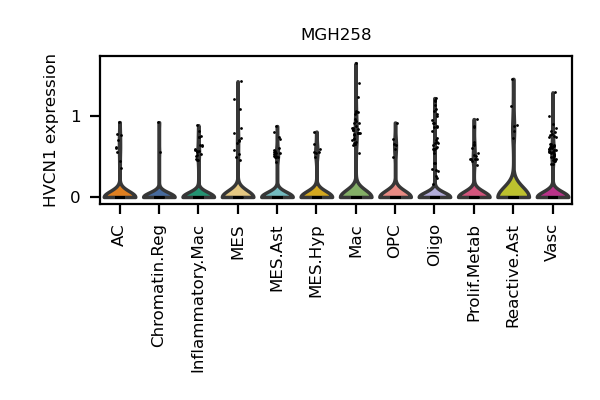 MGH258
HVCN1 expression
1
0
AC
Chromatin.Reg
Inflammatory.Mac
MES
MES.Ast
MES.Hyp
Mac
OPC
Oligo
Prolif.Metab
Reactive.Ast
Vasc